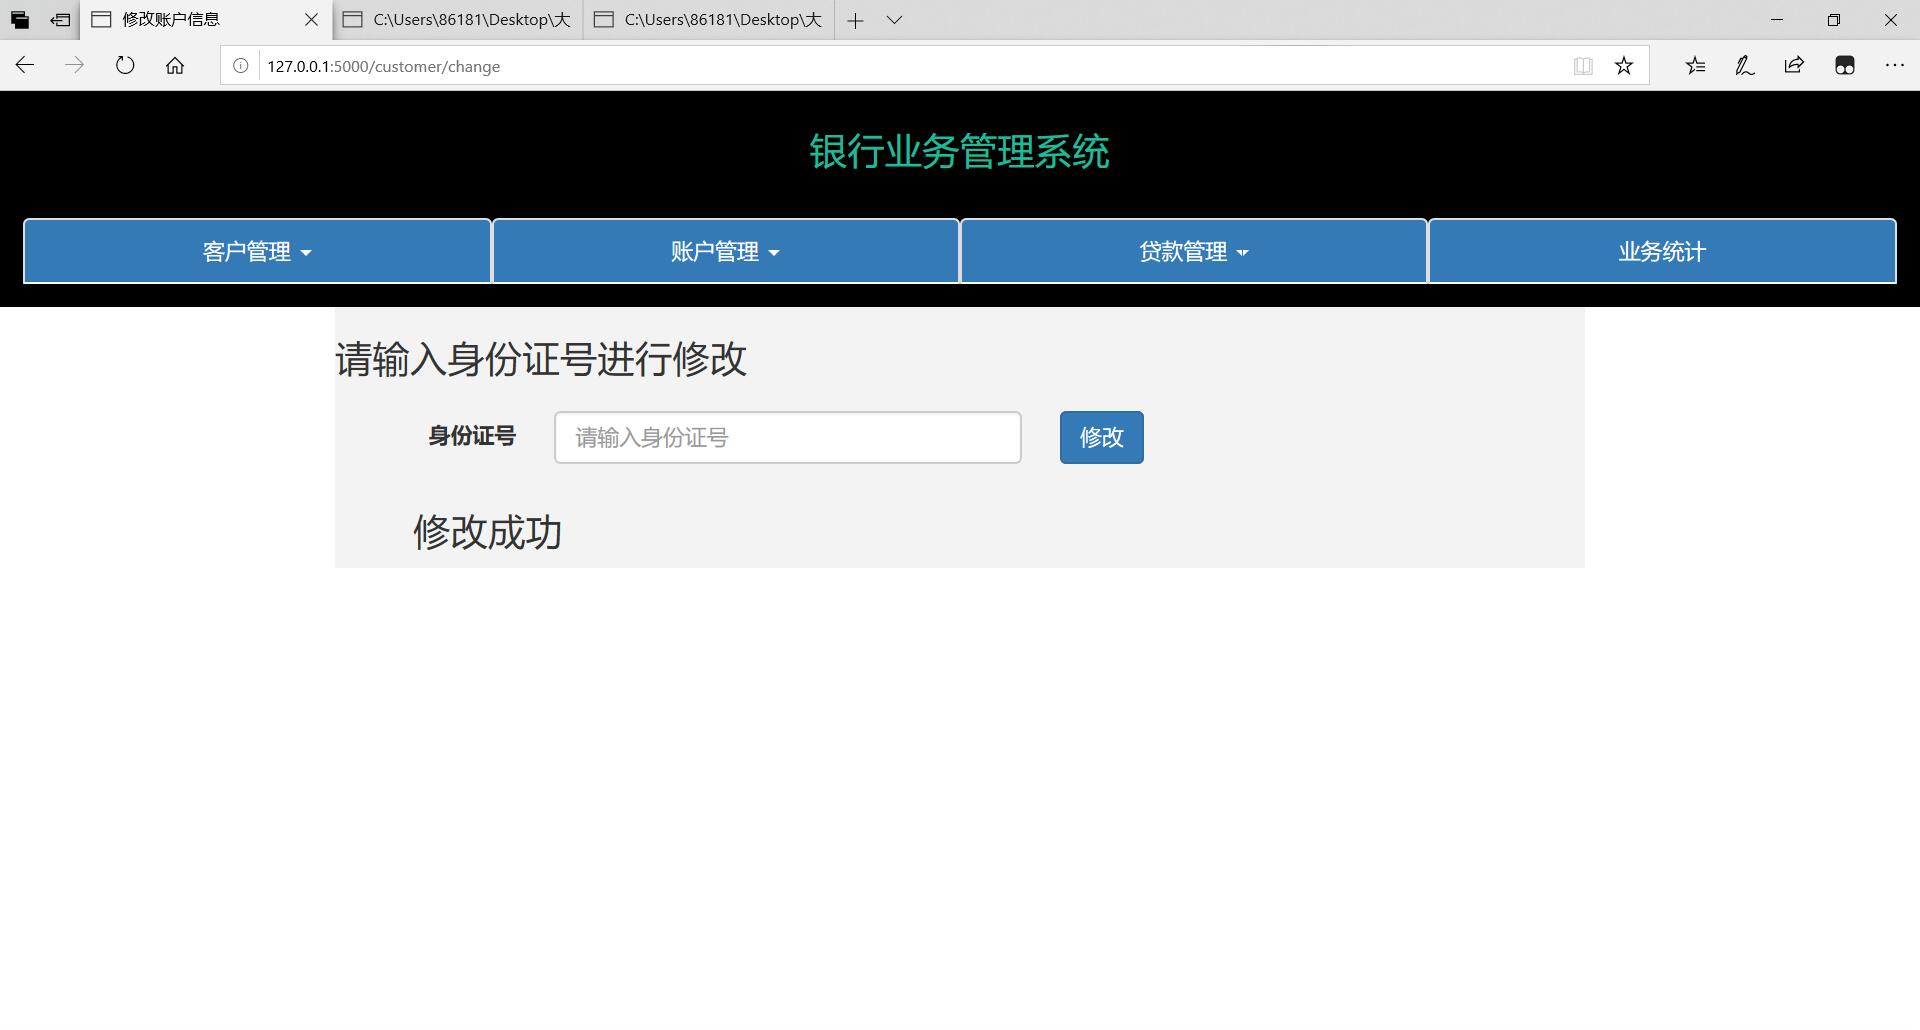 修改账户信息
C:\Users\86181\Desktop\大
C:\Users\86181\Desktop\大
127.0.0.1:5000/customer/change
银行业务管理系统
客户管理
账户管理
贷款管理
业务统计
请输入身份证号进行修改
身份证号
请输入身份证号
修改
修改成功